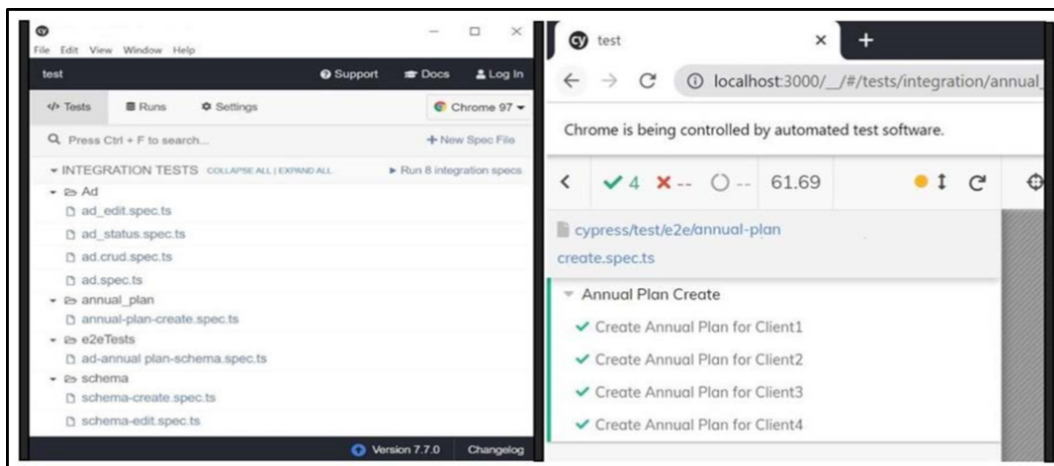 cy
File Edit View Window Help
test Support Docs Log In
</> Tests Runs Settings Chrome 97
Press Ctrl + F to search... + New Spec File
INTEGRATION TESTS COLLAPSE ALL | EXPAND ALL Run 8 integration specs
Ad
ad_edit.spec.ts
ad_status.spec.ts
ad.crud.spec.ts
ad.spec.ts
annual_plan
annual-plan-create.spec.ts
e2eTests
ad-annual plan-schema.spec.ts
schema
schema-create.spec.ts
schema-edit.spec.ts
Version 7.7.0 Changelog
cy test × +
localhost:3000/__/#/tests/integration/annual_
Chrome is being controlled by automated test software.
4 -- -- 61.69
cypress/test/e2e/annual-plan
create.spec.ts
Annual Plan Create
Create Annual Plan for Client1
Create Annual Plan for Client2
Create Annual Plan for Client3
Create Annual Plan for Client4